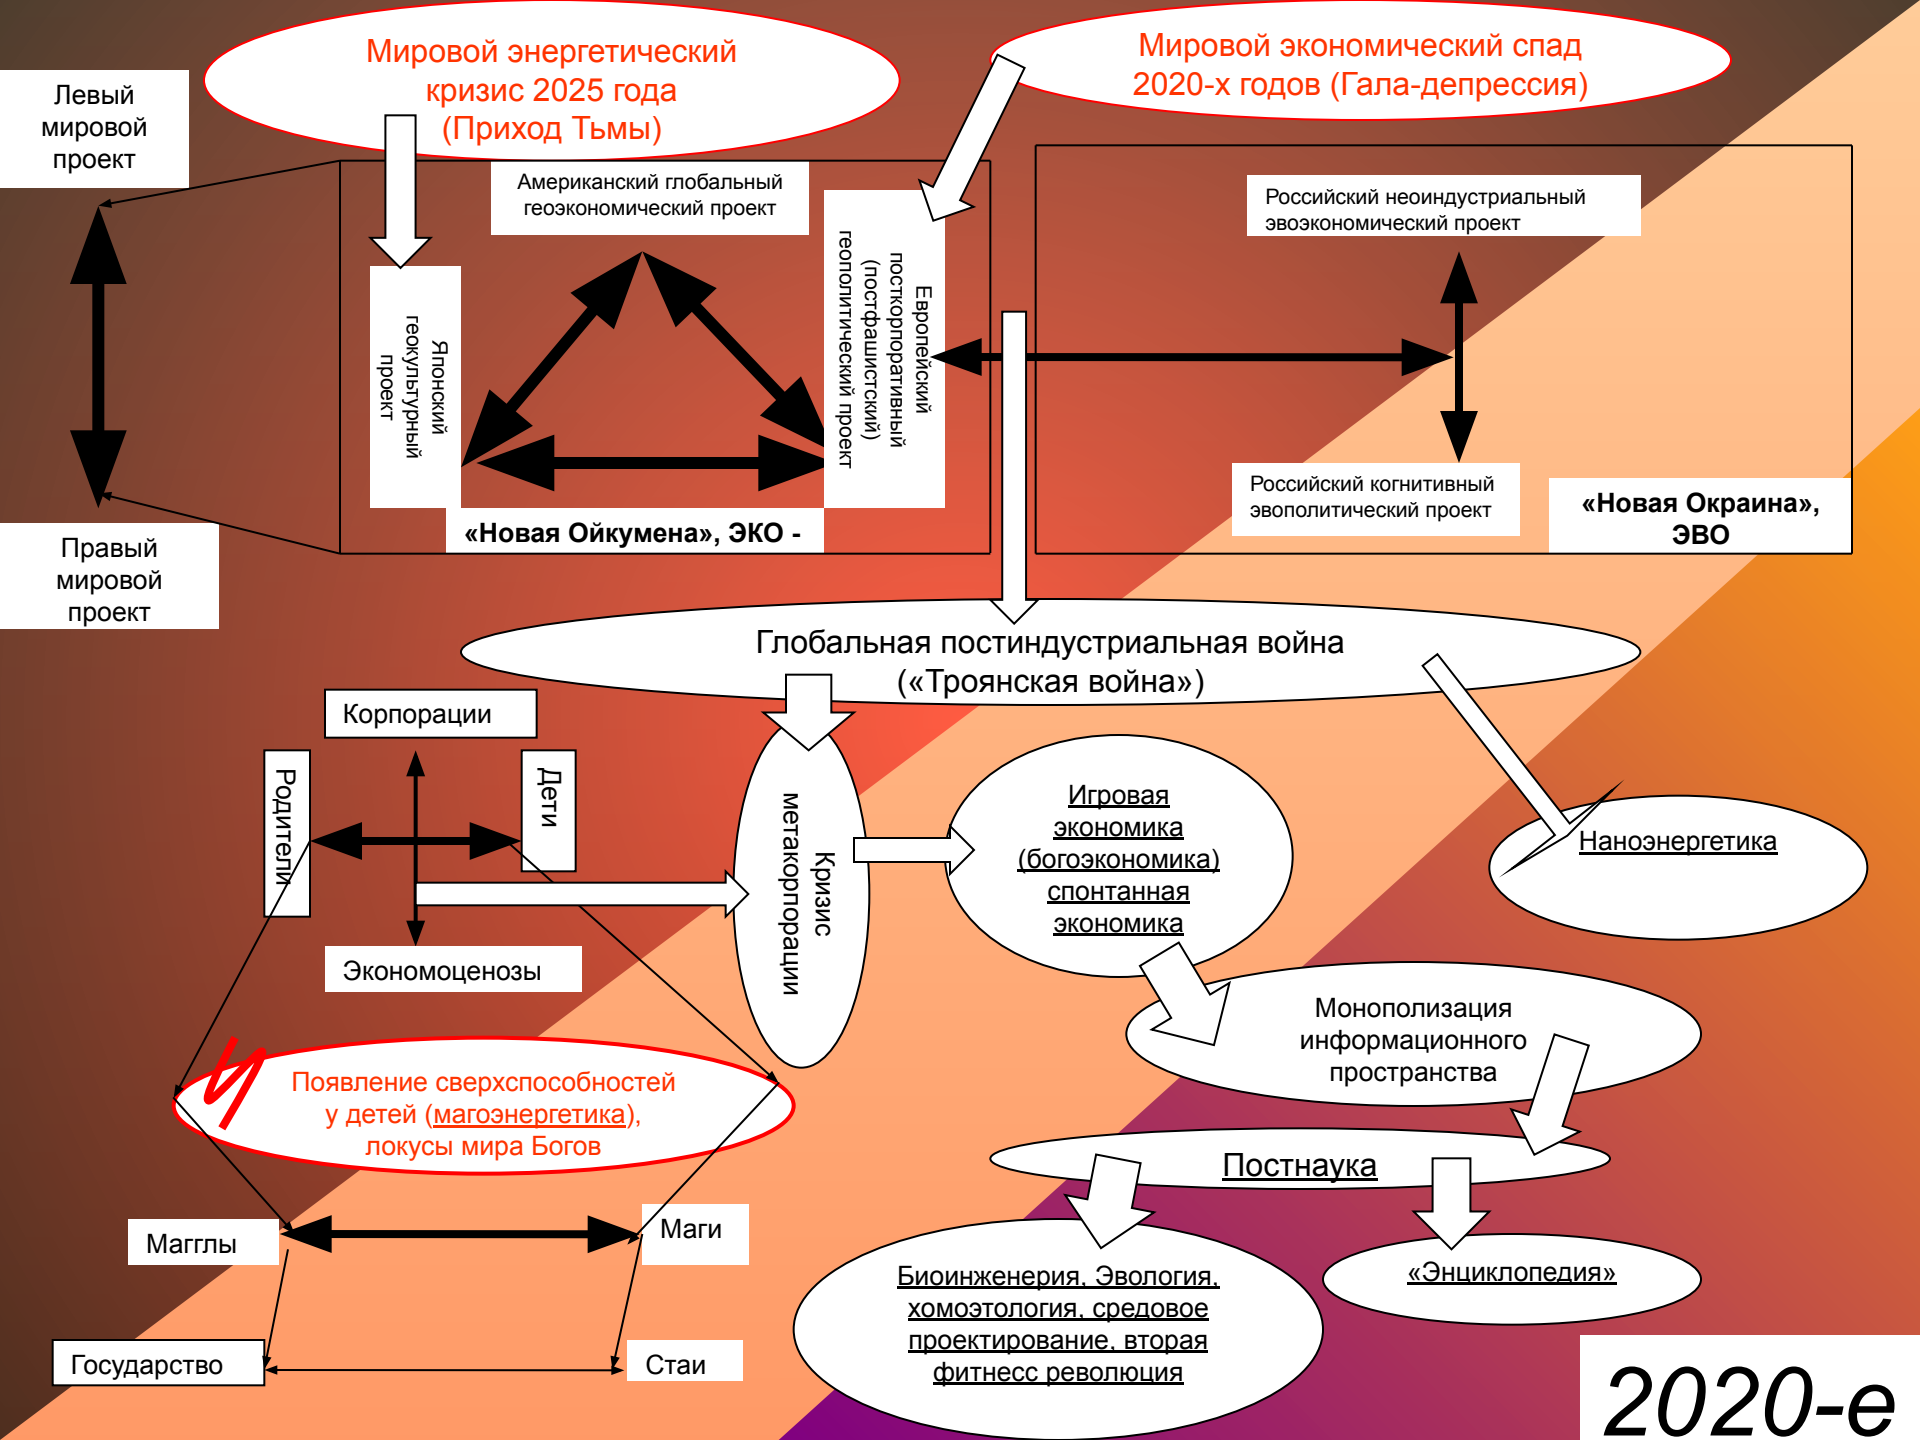 Мировой энергетический
кризис 2025 года
(Приход Тьмы)
Мировой экономический спад
2020-х годов (Гала-депрессия)
Левый
мировой
проект
Американский глобальный
геоэкономический проект
Российский неоиндустриальный
эвоэкономический проект
Японский
геокультурный
проект
Европейский
посткорпоративный
(постфашистский)
геополитический проект
Российский когнитивный
эвополитический проект
«Новая Окраина»,
ЭВО
«Новая Ойкумена», ЭКО -
Правый
мировой
проект
Глобальная постиндустриальная война
(«Троянская война»)
Корпорации
Родители
Дети
Экономоценозы
Кризис
метакорпорации
Игровая
экономика
(богоэкономика)
спонтанная
экономика
Наноэнергетика
Монополизация
информационного
пространства
Появление сверхспособностей
у детей (магоэнергетика),
локусы мира Богов
Постнаука
Магглы
Маги
Биоинженерия, Эвология,
хомоэтология, средовое
проектирование, вторая
фитнесс революция
«Энциклопедия»
Государство
Стаи
2020-е